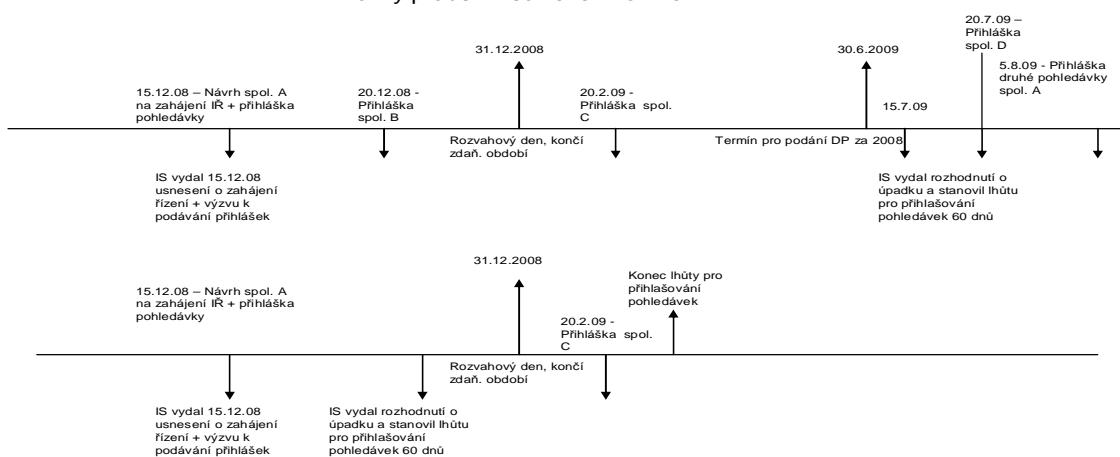 20.7.09 –
Přihláška
spol. D
31.12.2008
30.6.2009
5.8.09 - Přihláška
druhé pohledávky
spol. A
15.12.08 – Návrh spol. A
na zahájení IŘ + přihláška
pohledávky
20.12.08 -
Přihláška
spol. B
20.2.09 -
Přihláška spol.
C
15.7.09
Rozvahový den, končí
zdaň. období
Termín pro podání DP za 2008
IS vydal 15.12.08
usnesení o zahájení
řízení + výzvu k
podávání přihlášek
IS vydal rozhodnutí o
úpadku a stanovil lhůtu
pro přihlašování
pohledávek 60 dnů
31.12.2008
Konec lhůty pro
přihlašování
pohledávek
15.12.08 – Návrh spol. A
na zahájení IŘ + přihláška
pohledávky
20.2.09 -
Přihláška spol.
C
Rozvahový den, končí
zdaň. období
IS vydal 15.12.08
usnesení o zahájení
řízení + výzvu k
podávání přihlášek
IS vydal rozhodnutí o
úpadku a stanovil lhůtu
pro přihlašování
pohledávek 60 dnů